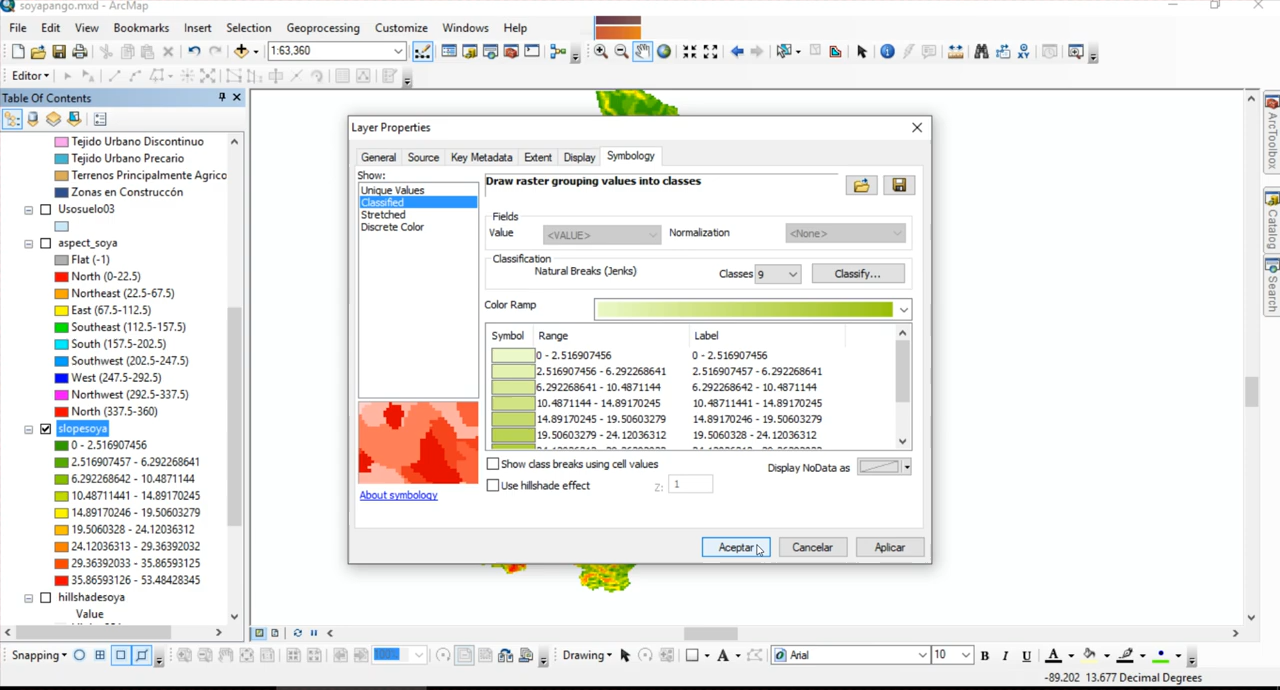 soyapango.mxd - ArcMap
File Edit View Bookmarks Insert Selection Geoprocessing Customize Windows Help
1:63,360
Editor
Table Of Contents
Tejido Urbano Discontinuo
Tejido Urbano Precario
Terrenos Principalmente Agrico
Zonas en Construccón
Usosuelo03
aspect_soya
Flat (-1)
North (0-22.5)
Northeast (22.5-67.5)
East (67.5-112.5)
Southeast (112.5-157.5)
South (157.5-202.5)
Southwest (202.5-247.5)
West (247.5-292.5)
Northwest (292.5-337.5)
North (337.5-360)
slopesoya
0 - 2.516907456
2.516907457 - 6.292268641
6.292268642 - 10.4871144
10.48711441 - 14.89170245
14.89170246 - 19.50603279
19.5060328 - 24.12036312
24.12036313 - 29.36392032
29.36392033 - 35.86593125
35.86593126 - 53.48428345
hillshadesoya
Value
Layer Properties
General Source Key Metadata Extent Display Symbology
Show:
Unique Values
Classified
Stretched
Discrete Color
About symbology
Draw raster grouping values into classes
Fields
Value <VALUE> Normalization <None>
Classification
Natural Breaks (Jenks) Classes 9 Classify...
Color Ramp
Symbol Range Label
0 - 2.516907456 0 - 2.516907456
2.516907456 - 6.292268641 2.516907457 - 6.292268641
6.292268641 - 10.4871144 6.292268642 - 10.4871144
10.4871144 - 14.89170245 10.48711441 - 14.89170245
14.89170245 - 19.50603279 14.89170246 - 19.50603279
19.50603279 - 24.12036312 19.5060328 - 24.12036312
Show class breaks using cell values Display NoData as
Use hillshade effect Z: 1
Aceptar Cancelar Aplicar
ArcToolbox
Catalog
Search
Snapping 100% Drawing A Arial 10 B I U A
-89.202 13.677 Decimal Degrees